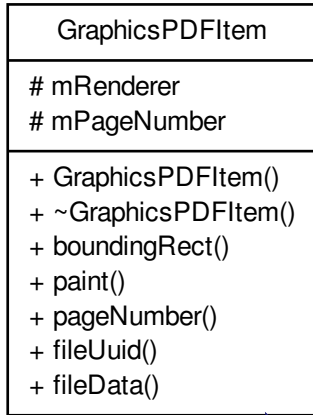 GraphicsPDFItem
# mRenderer
# mPageNumber
+ GraphicsPDFItem()
+ ~GraphicsPDFItem()
+ boundingRect()
+ paint()
+ pageNumber()
+ fileUuid()
+ fileData()